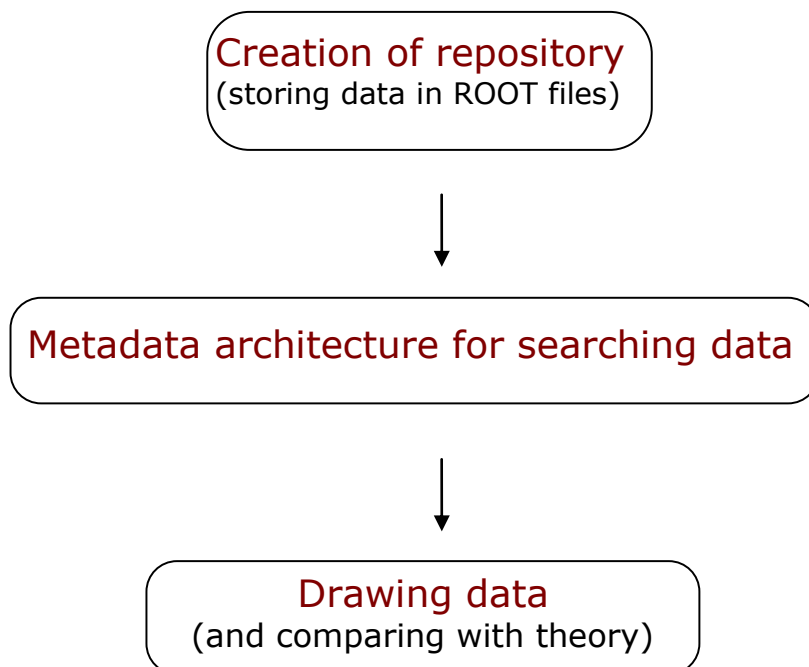 Creation of repository
(storing data in ROOT files)
Metadata architecture for searching data
Drawing data
(and comparing with theory)